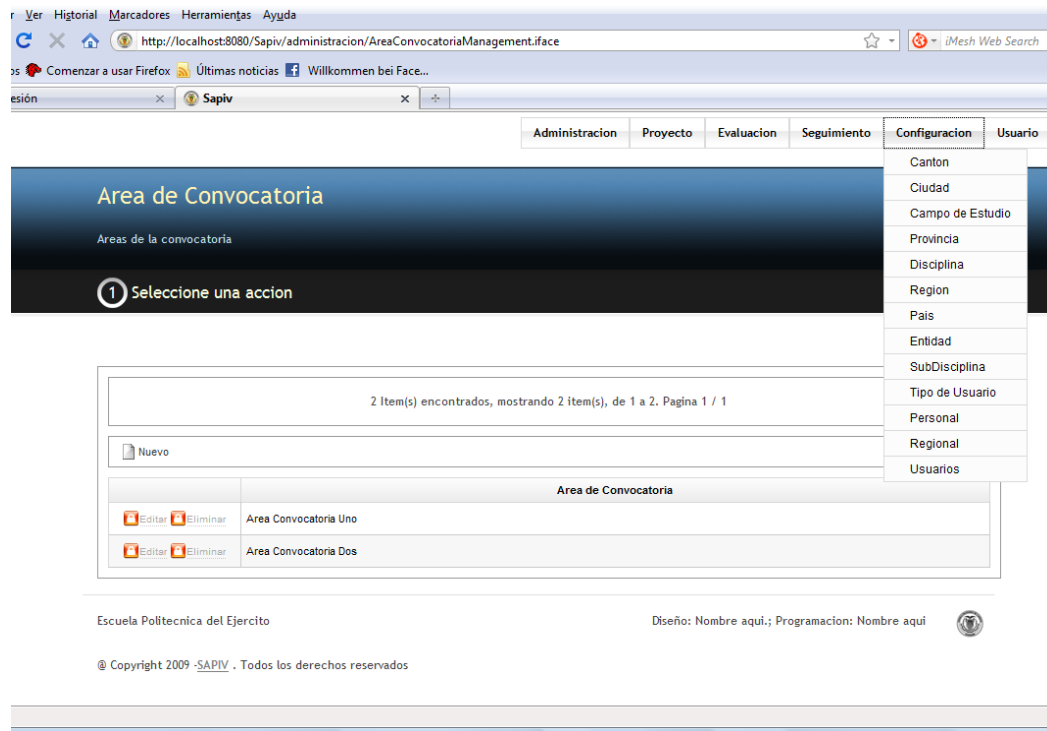 Ver Historial Marcadores Herramientas Ayuda
http://localhost:8080/Sapiv/administracion/AreaConvocatoriaManagement.iface
iMesh Web Search
Comenzar a usar Firefox Últimas noticias Willkommen bei Face...
esión Sapiv
Administracion Proyecto Evaluacion Seguimiento Configuracion Usuario
Canton
Ciudad
Campo de Estudio
Provincia
Disciplina
Region
Pais
Entidad
SubDisciplina
Tipo de Usuario
Personal
Regional
Usuarios
Area de Convocatoria
Areas de la convocatoria
1 Seleccione una accion
2 Item(s) encontrados, mostrando 2 item(s), de 1 a 2. Pagina 1 / 1
Nuevo
Area de Convocatoria
Editar Eliminar Area Convocatoria Uno
Editar Eliminar Area Convocatoria Dos
Escuela Politecnica del Ejercito Diseño: Nombre aqui.; Programacion: Nombre aqui
@ Copyright 2009 -SAPIV . Todos los derechos reservados